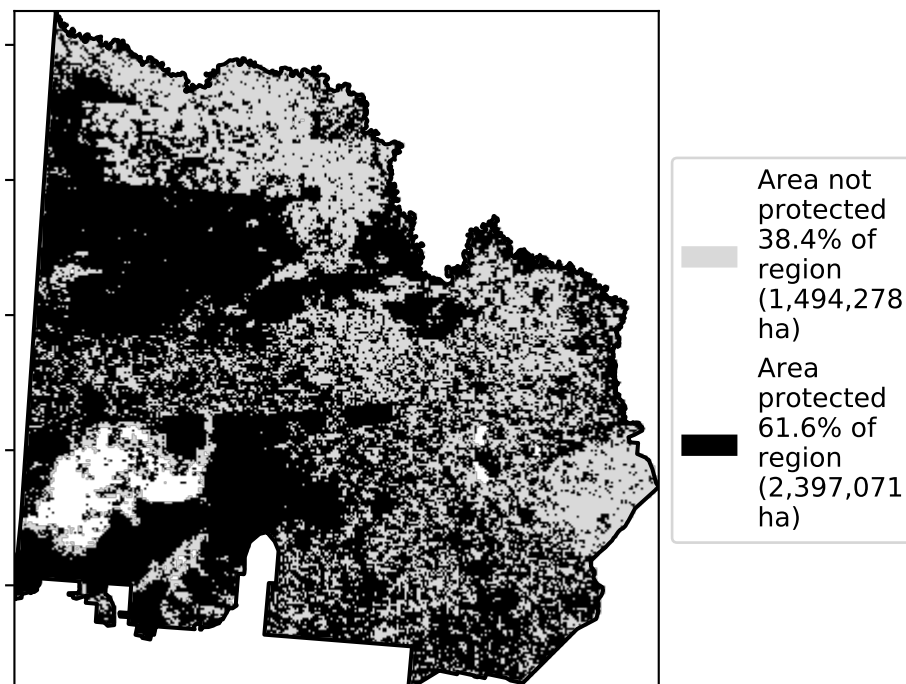 Area not
protected
38.4% of
region
(1,494,278
ha)
Area
protected
61.6% of
region
(2,397,071
ha)